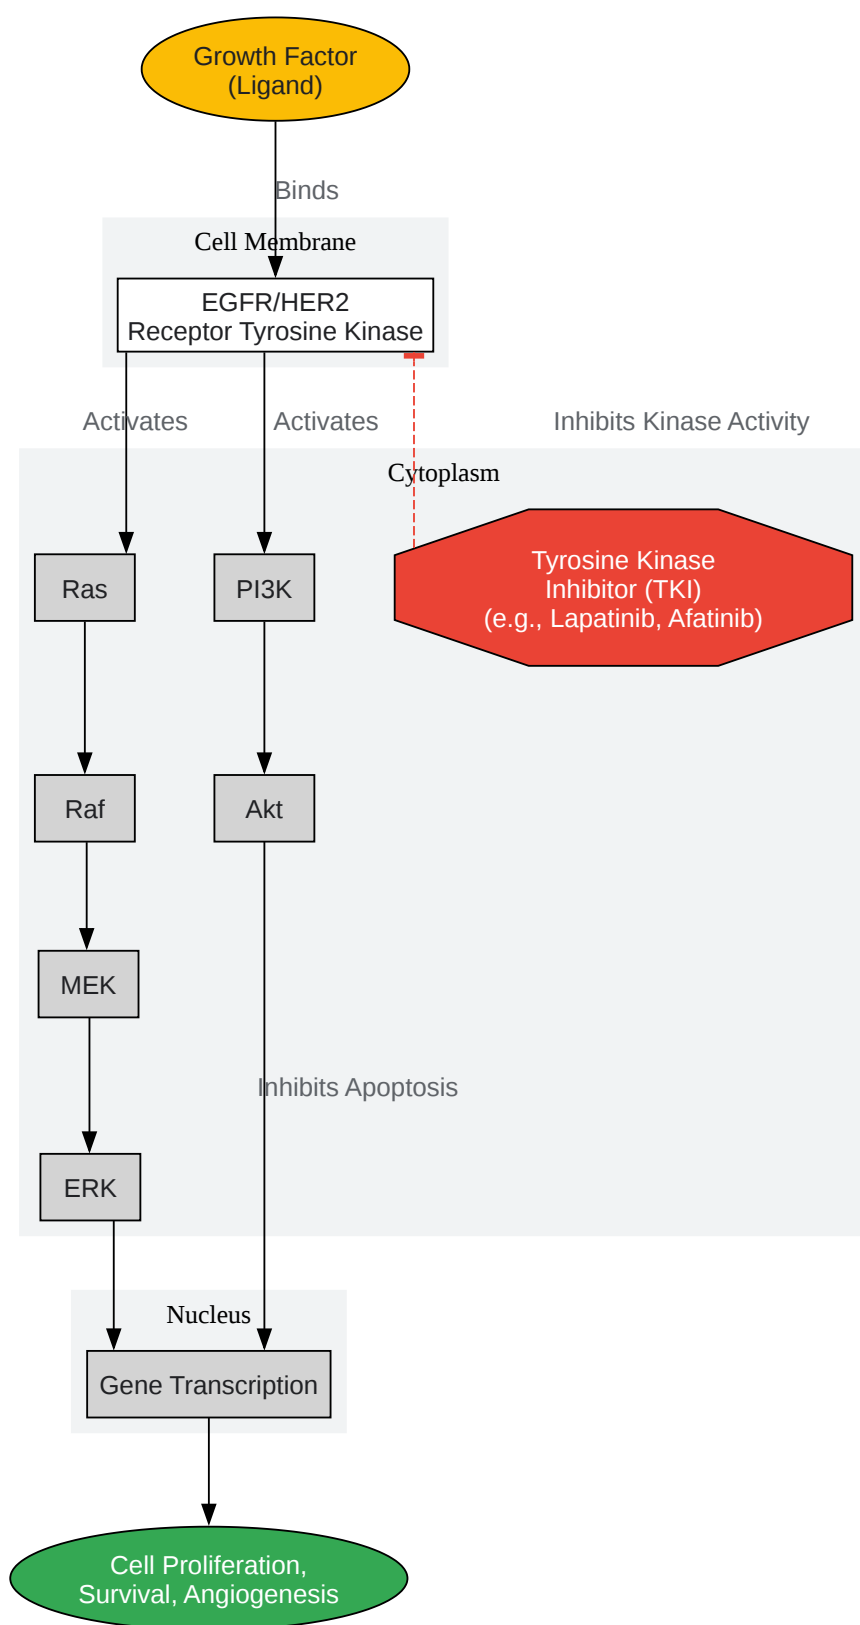 Growth Factor
(Ligand)
Binds
Cell Membrane
EGFR/HER2
Receptor Tyrosine Kinase
Activates
Activates
Inhibits Kinase Activity
Cytoplasm
Tyrosine Kinase
Inhibitor (TKI)
(e.g., Lapatinib, Afatinib)
Ras
PI3K
Raf
Akt
MEK
Inhibits Apoptosis
ERK
Nucleus
Gene Transcription
Cell Proliferation,
Survival, Angiogenesis